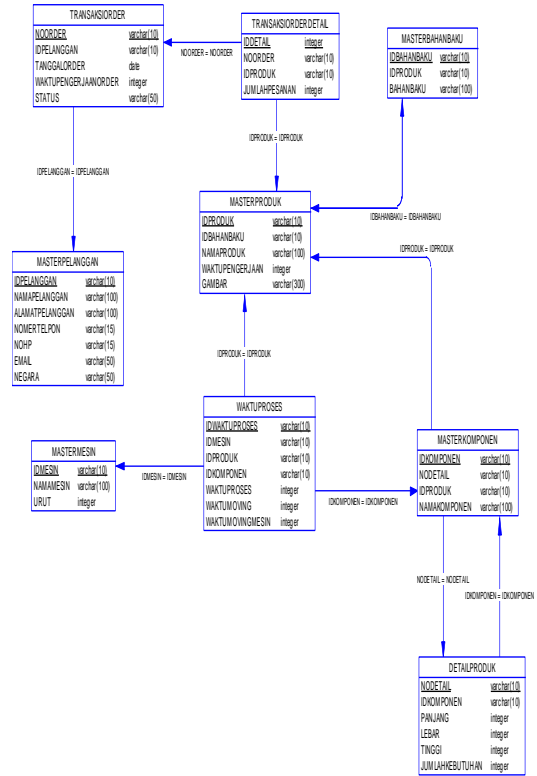 TRANSAKSIORDER
NOORDER varchar(10)
IDPELANGGAN varchar(10)
TANGGALORDER date
WAKTUPENGERJAANORDER integer
STATUS varchar(50)
NOORDER = NOORDER
TRANSAKSIORDERDETAIL
IDDETAIL integer
NOORDER varchar(10)
IDPRODUK varchar(10)
JUMLAHPESANAN integer
MASTERBAHANBAKU
IDBAHANBAKU varchar(10)
IDPRODUK varchar(10)
BAHANBAKU varchar(100)
IDPRODUK = IDPRODUK
IDPELANGGAN = IDPELANGGAN
MASTERPRODUK
IDPRODUK varchar(10)
IDBAHANBAKU varchar(10)
NAMAPRODUK varchar(100)
WAKTUPENGERJAAN integer
GAMBAR varchar(300)
IDBAHANBAKU = IDBAHANBAKU
IDPRODUK = IDPRODUK
MASTERPELANGGAN
IDPELANGGAN varchar(10)
NAMAPELANGGAN varchar(100)
ALAMATPELANGGAN varchar(100)
NOMERTELPON varchar(15)
NOHP varchar(15)
EMAIL varchar(50)
NEGARA varchar(50)
IDPRODUK = IDPRODUK
WAKTUPROSES
IDWAKTUPROSES varchar(10)
IDMESIN varchar(10)
IDPRODUK varchar(10)
IDKOMPONEN varchar(10)
WAKTUPROSES integer
WAKTUMOVING integer
WAKTUMOVINGMESIN integer
MASTERMESIN
IDMESIN varchar(10)
NAMAMESIN varchar(100)
URUT integer
IDMESIN = IDMESIN
IDKOMPONEN = IDKOMPONEN
MASTERKOMPONEN
IDKOMPONEN varchar(10)
NODETAIL varchar(10)
IDPRODUK varchar(10)
NAMAKOMPONEN varchar(100)
NODETAIL = NODETAIL
IDKOMPONEN = IDKOMPONEN
DETAILPRODUK
NODETAIL varchar(10)
IDKOMPONEN varchar(10)
PANJANG integer
LEBAR integer
TINGGI integer
JUMLAHKEBUTUHAN integer